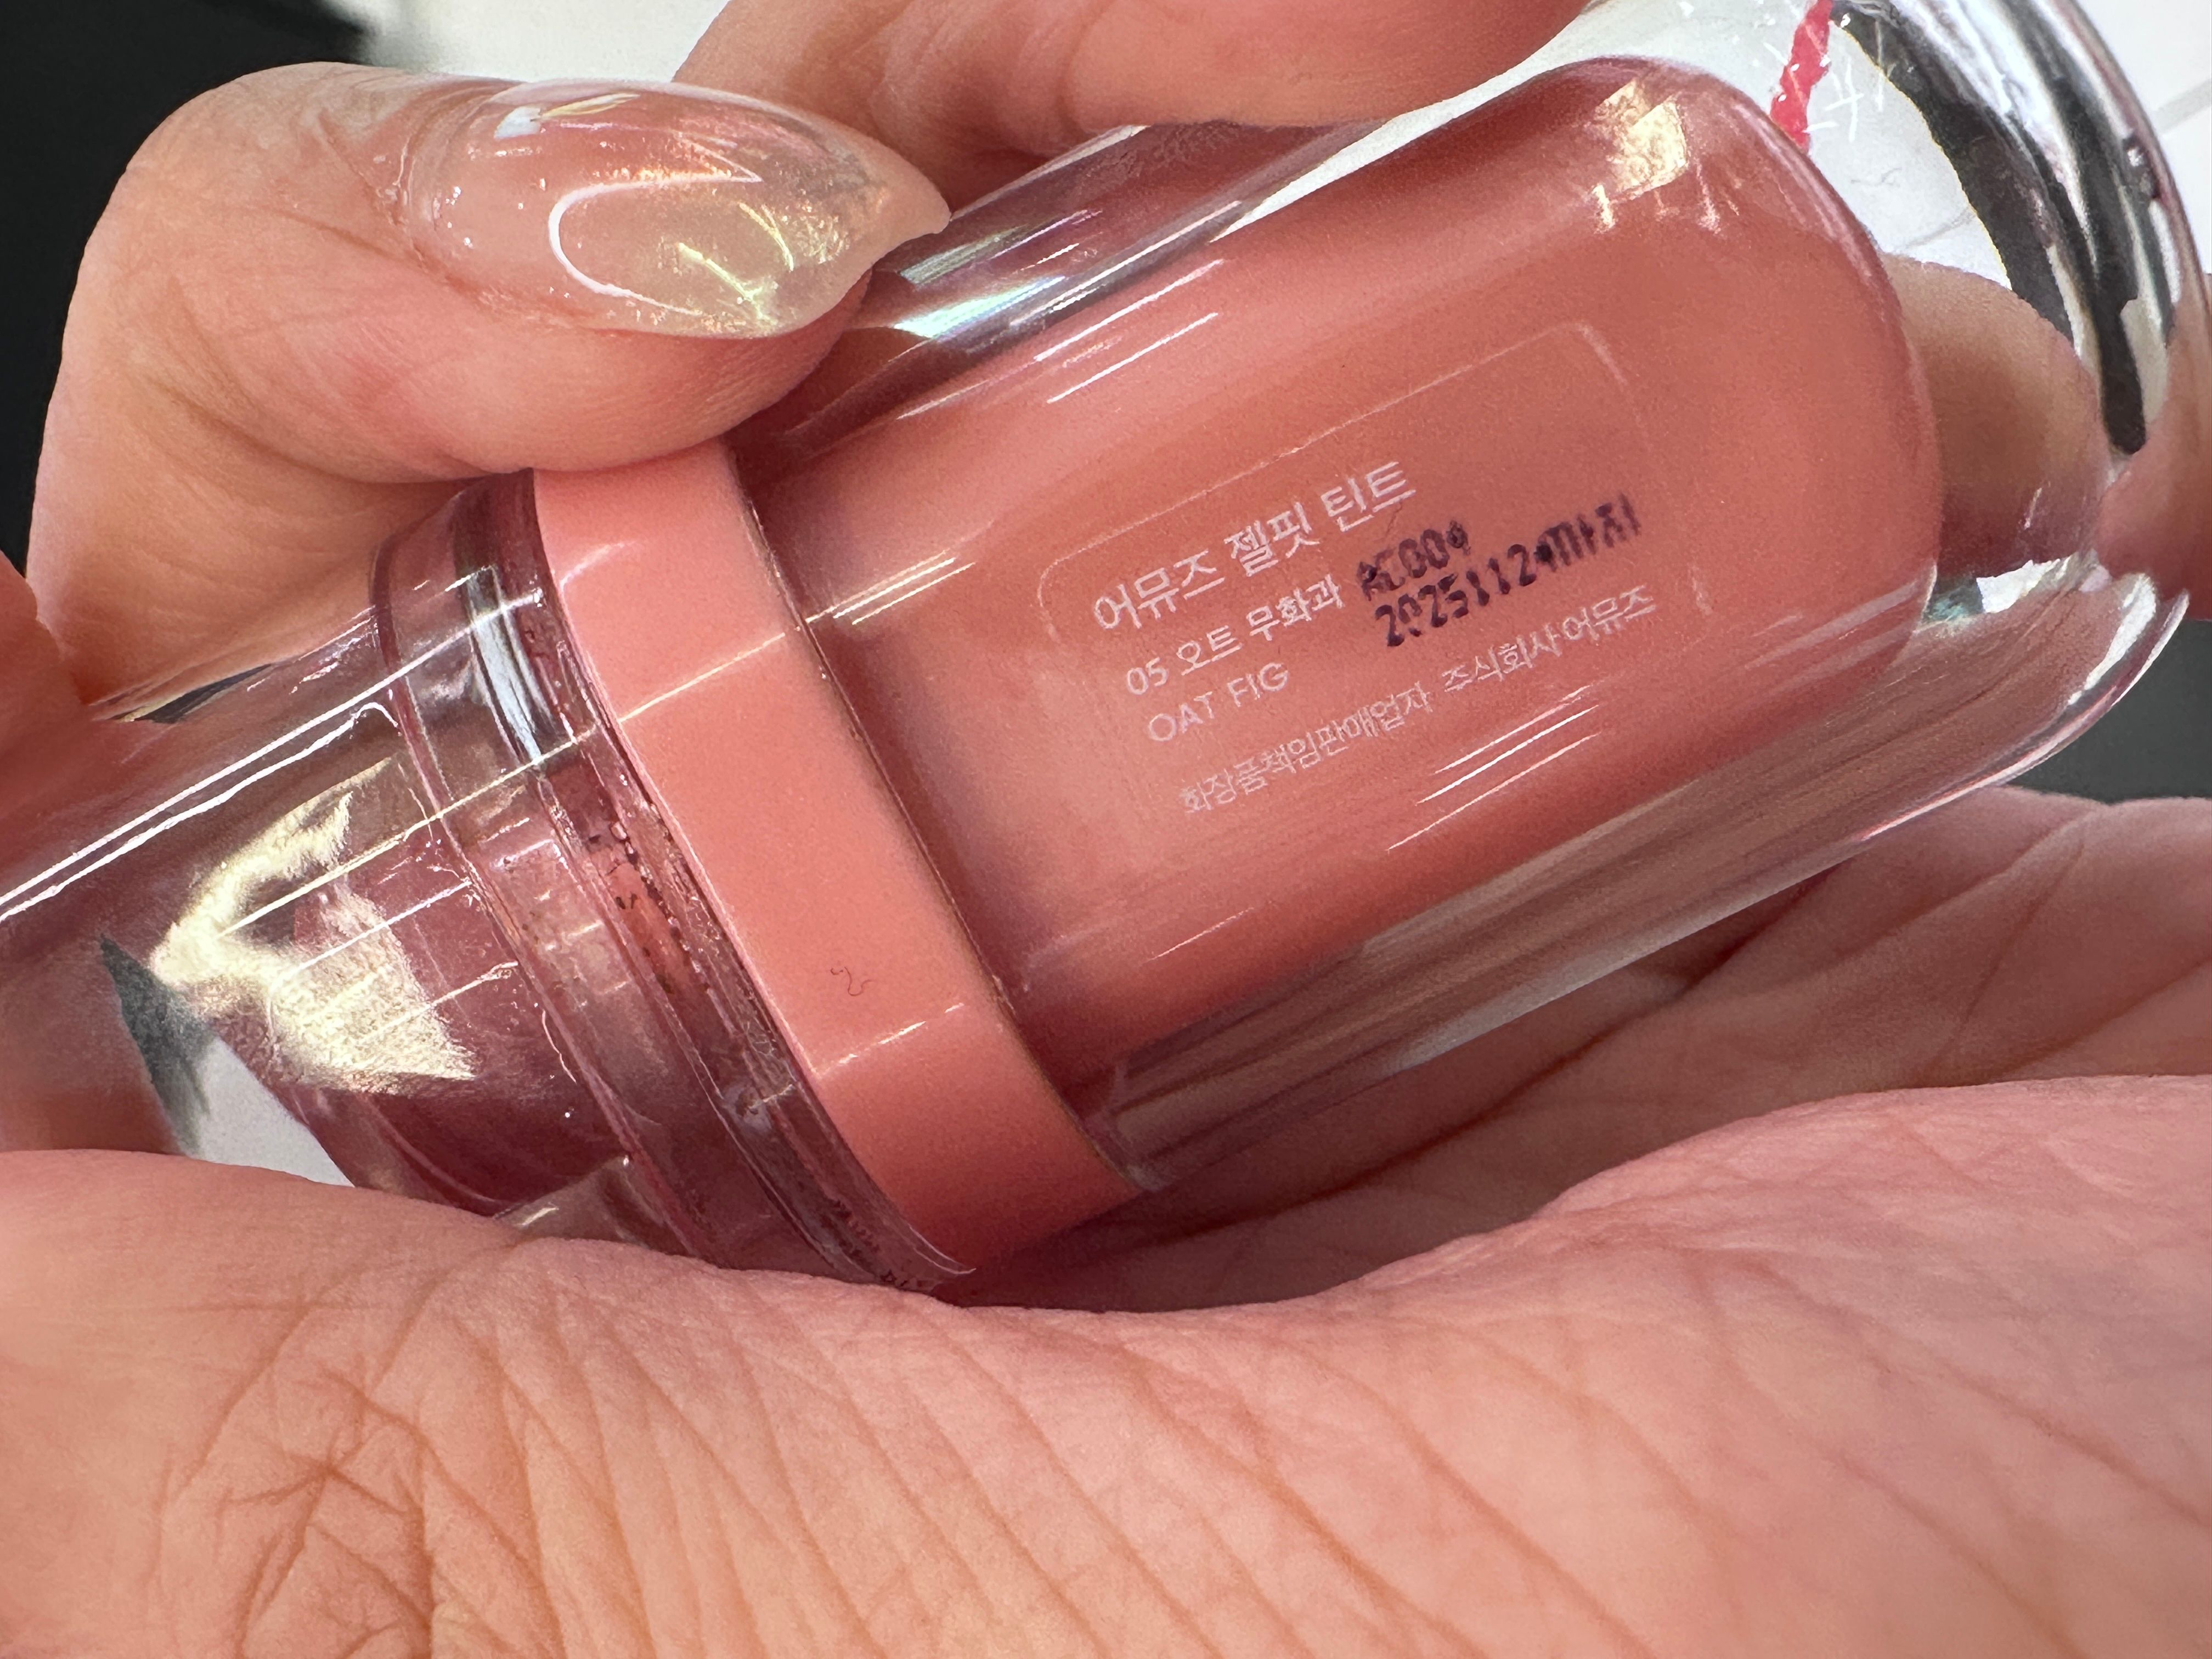 어뮤즈 젤핏 틴트
05 오트 무화과
OAT FIG
20251124까지
화장품책임판매업자 주식회사 어뮤즈